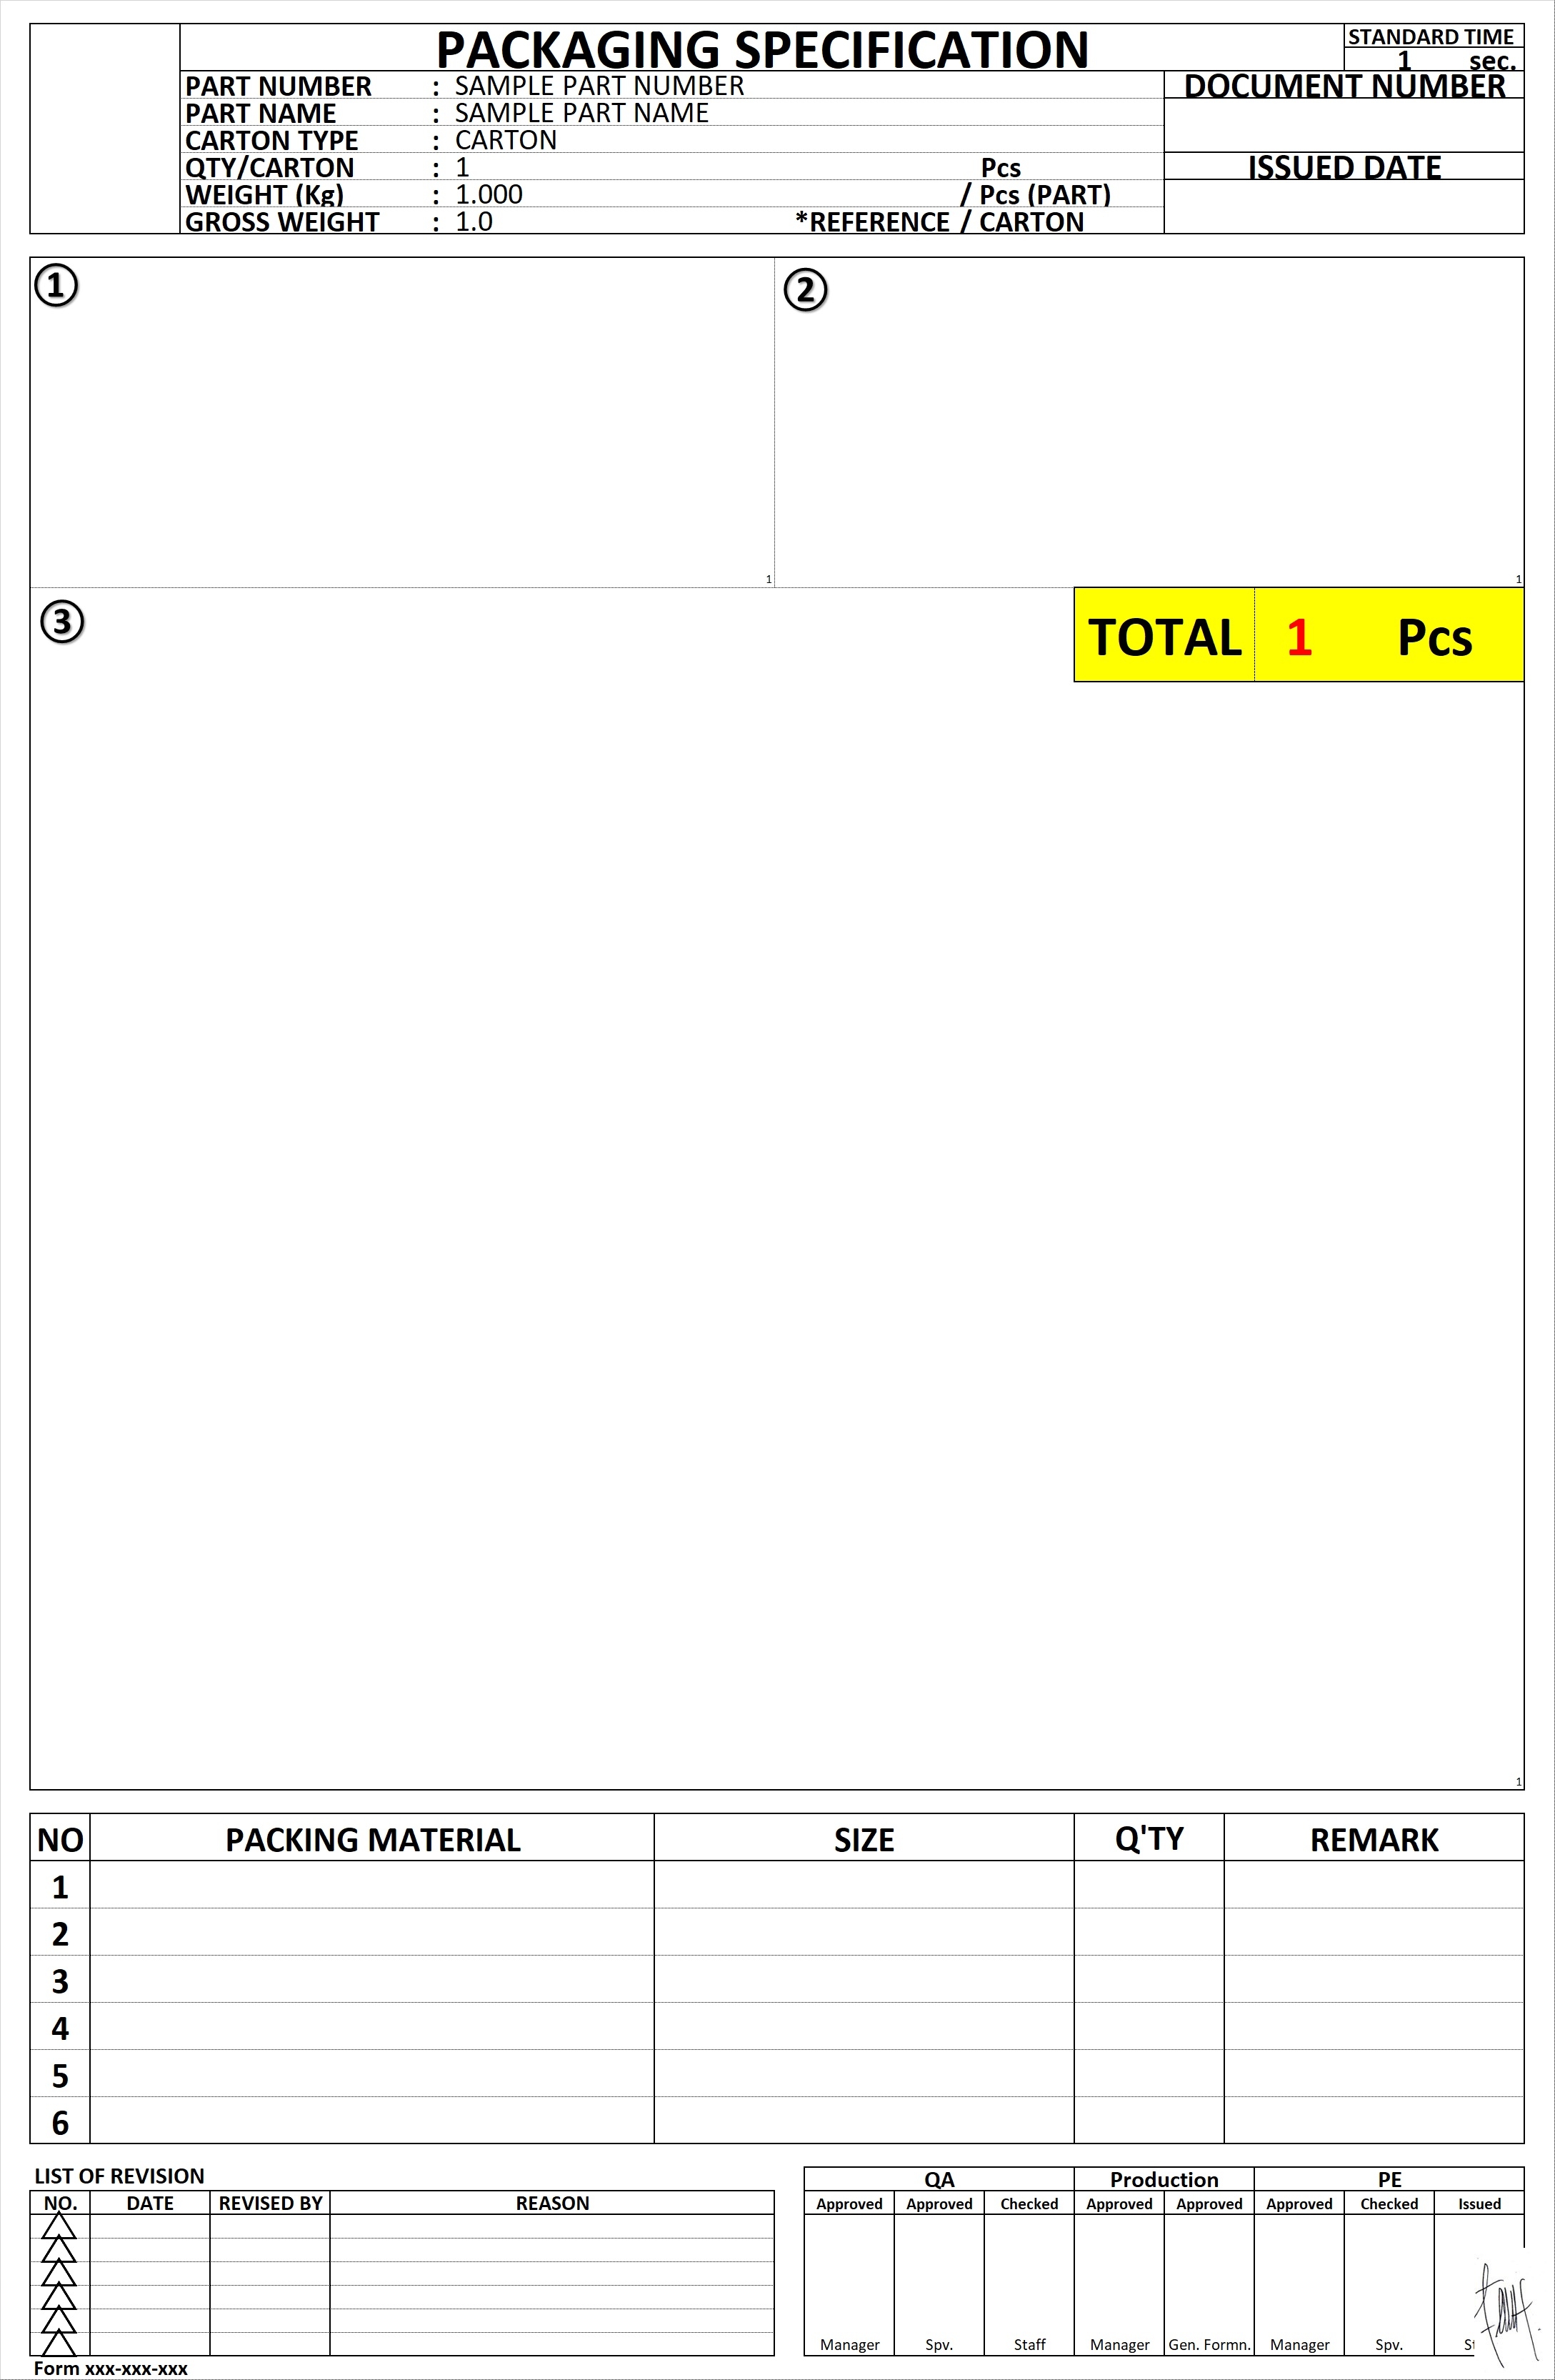 PACKAGING SPECIFICATION
STANDARD TIME
1 sec.
PART NUMBER : SAMPLE PART NUMBER
DOCUMENT NUMBER
PART NAME : SAMPLE PART NAME
CARTON TYPE : CARTON
QTY/CARTON : 1 Pcs
ISSUED DATE
WEIGHT (Kg) : 1.000 / Pcs (PART)
GROSS WEIGHT : 1.0 *REFERENCE / CARTON
1
2
1
1
3
TOTAL 1 Pcs
1
NO PACKING MATERIAL SIZE Q'TY REMARK
1
2
3
4
5
6
LIST OF REVISION
NO. DATE REVISED BY REASON
QA Production PE
Approved Approved Checked Approved Approved Approved Checked Issued
Manager Spv. Staff Manager Gen. Formn. Manager Spv.
Form xxx-xxx-xxx